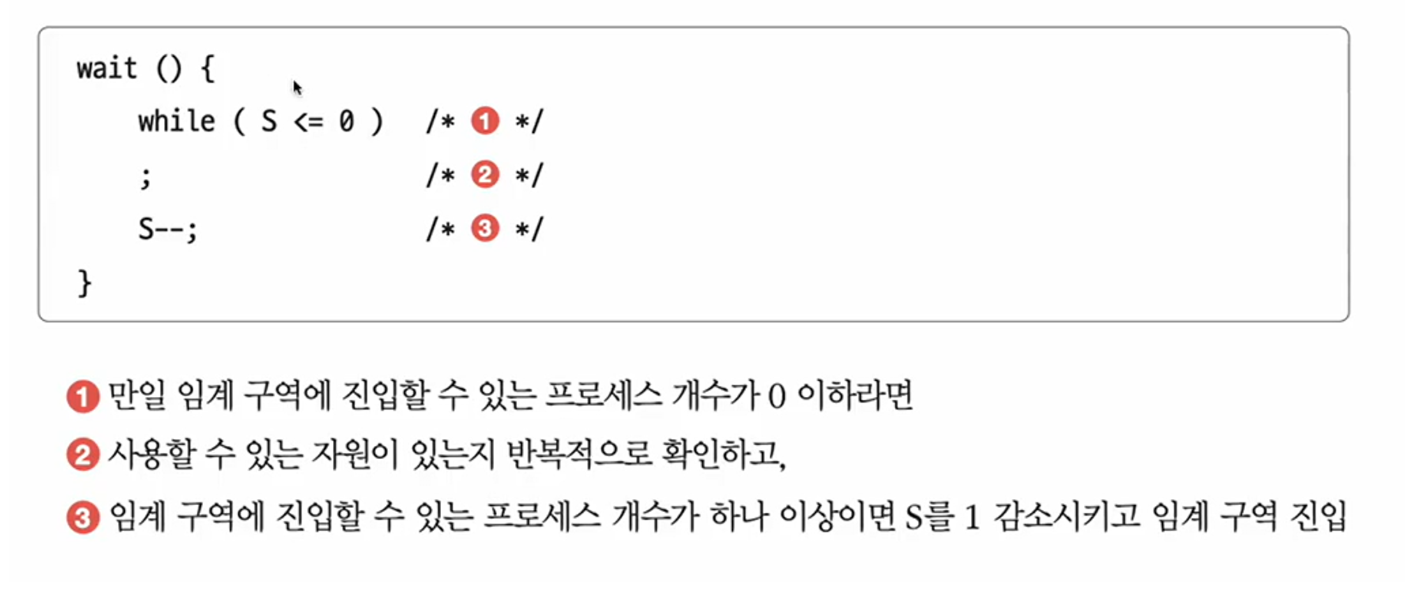 wait () {
while ( S <= 0 ) /* ❶ */
; /* ❷ */
S--; /* ❸ */
}
❶ 만일 임계 구역에 진입할 수 있는 프로세스 개수가 0 이하라면
❷ 사용할 수 있는 자원이 있는지 반복적으로 확인하고,
❸ 임계 구역에 진입할 수 있는 프로세스 개수가 하나 이상이면 S를 1 감소시키고 임계 구역 진입